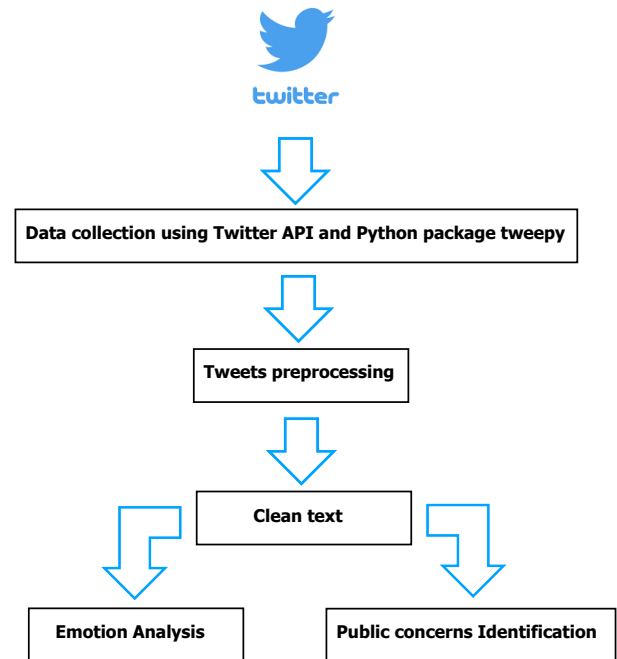 twitter
Data collection using Twitter API and Python package tweepy
Tweets preprocessing
Clean text
Emotion Analysis
Public concerns Identification